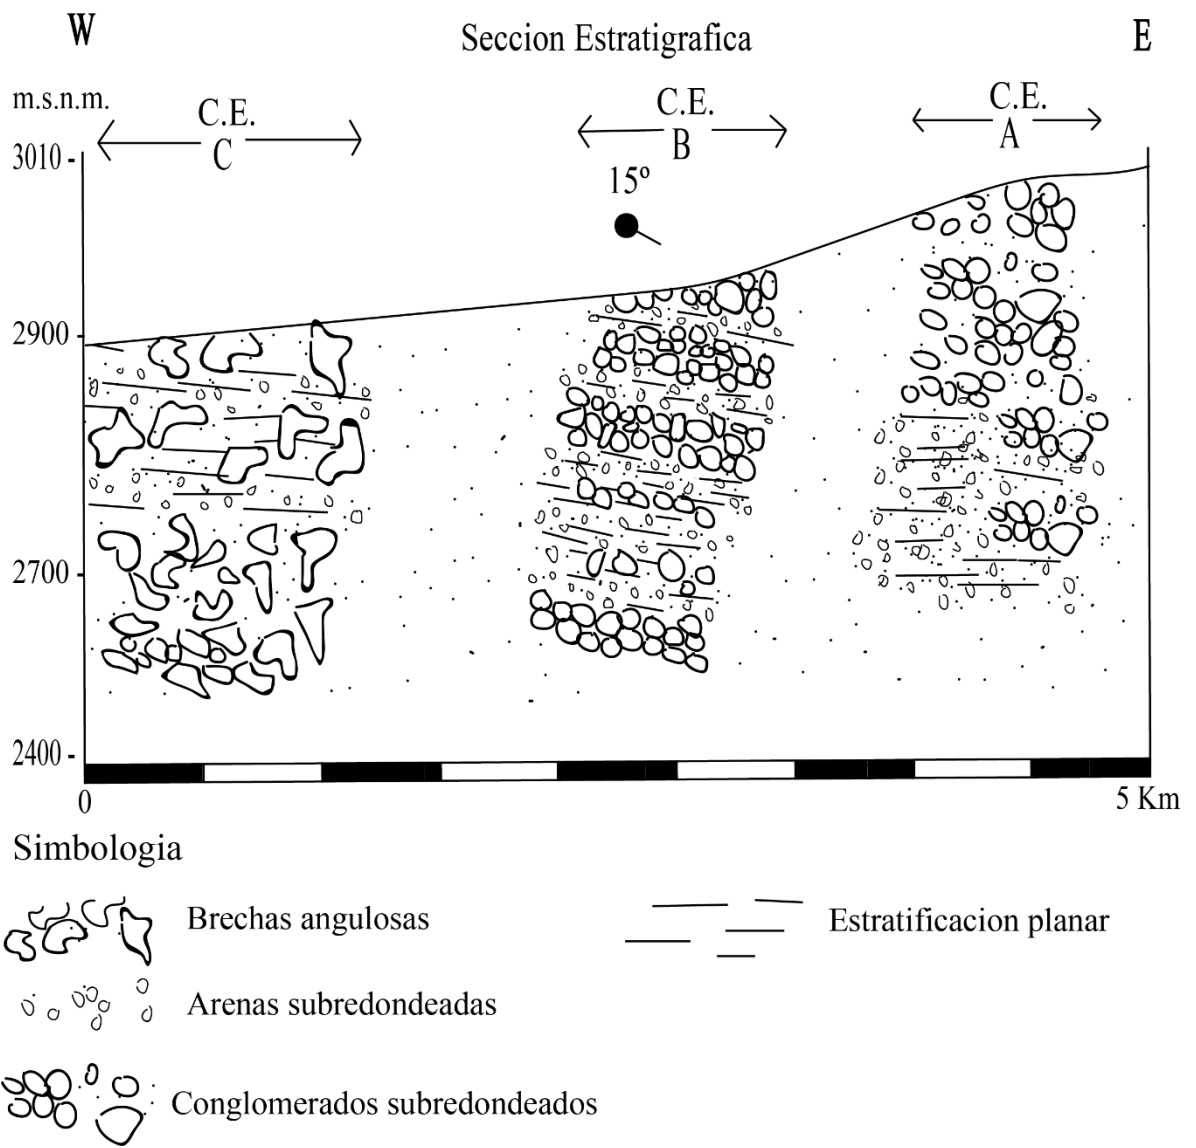 W
Seccion Estratigrafica
E
m.s.n.m.
C.E.
C
C.E.
B
C.E.
A
15º
3010 -
2900 -
2700 -
2400 -
0
5 Km
Simbologia
Brechas angulosas
Estratificacion planar
Arenas subredondeadas
Conglomerados subredondeados